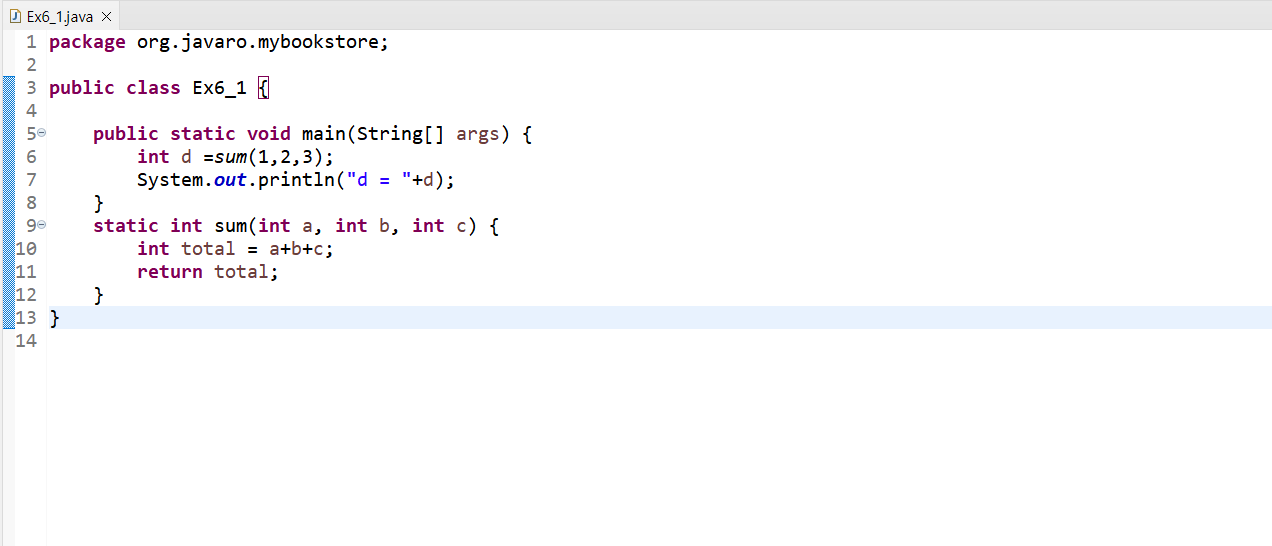 Ex6_1.java
1 package org.javaro.mybookstore;
2
3 public class Ex6_1 {
4
5     public static void main(String[] args) {
6         int d =sum(1,2,3);
7         System.out.println("d = "+d);
8     }
9     static int sum(int a, int b, int c) {
10         int total = a+b+c;
11         return total;
12     }
13 }
14